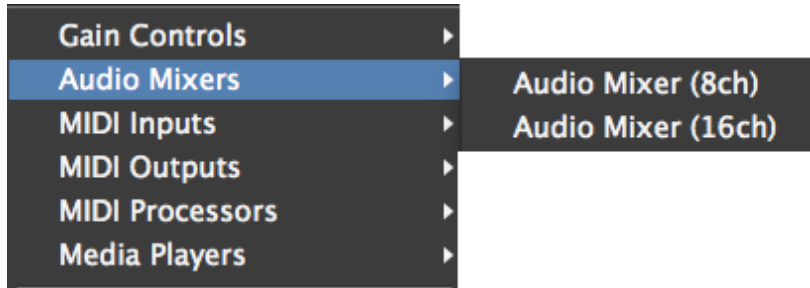 Gain Controls
Audio Mixers
MIDI Inputs
MIDI Outputs
MIDI Processors
Media Players
Audio Mixer (8ch)
Audio Mixer (16ch)